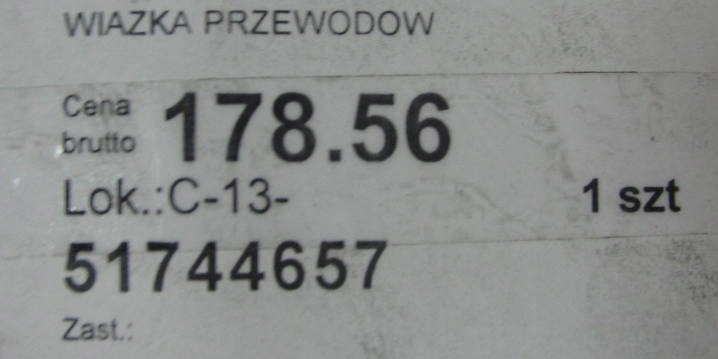 WIAZKA PRZEWODOW
Cena brutto 178.56
Lok.:C-13- 1 szt
51744657
Zast.: